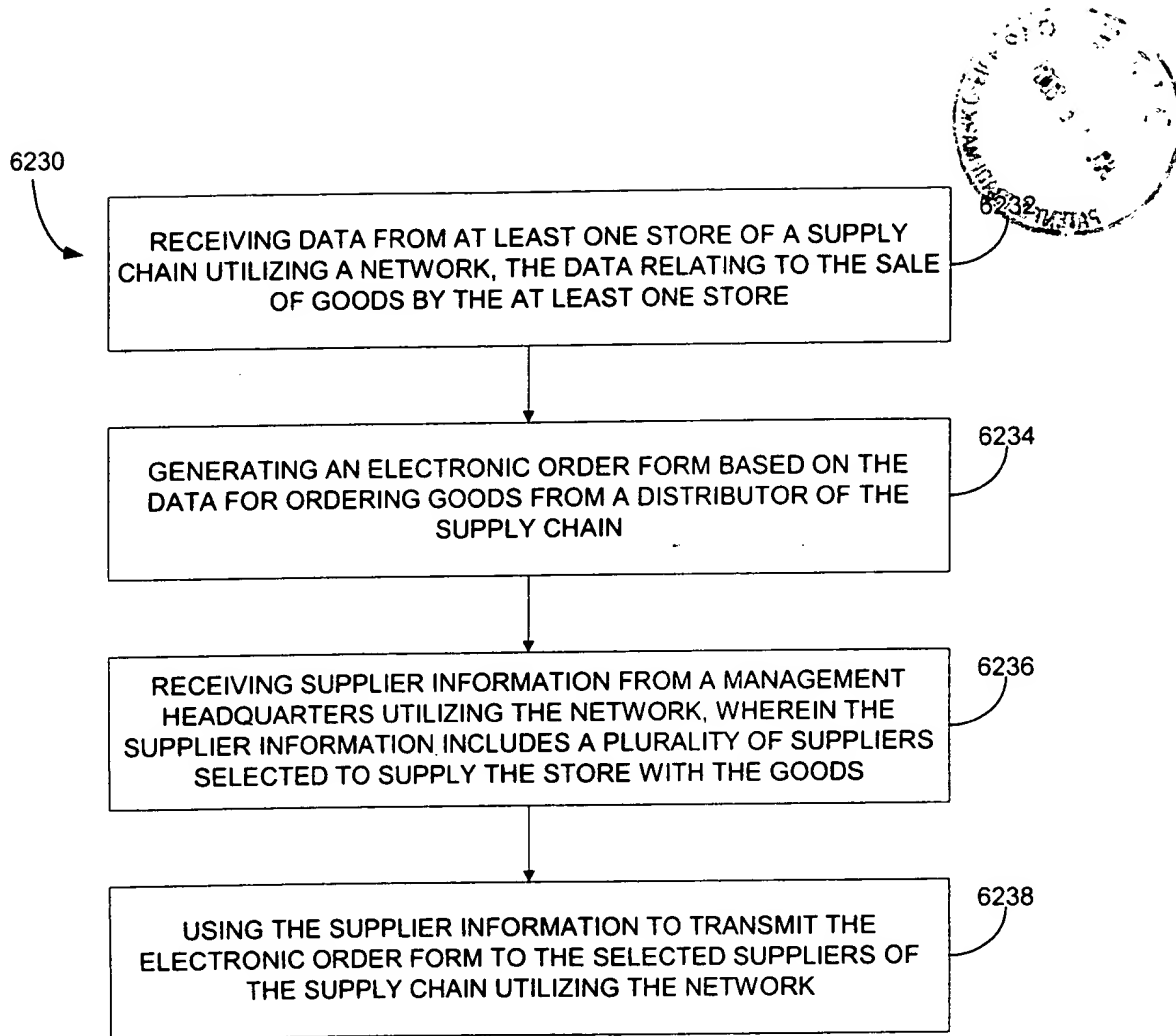 6230
6232
RECEIVING DATA FROM AT LEAST ONE STORE OF A SUPPLY
CHAIN UTILIZING A NETWORK, THE DATA RELATING TO THE SALE
OF GOODS BY THE AT LEAST ONE STORE
6234
GENERATING AN ELECTRONIC ORDER FORM BASED ON THE
DATA FOR ORDERING GOODS FROM A DISTRIBUTOR OF THE
SUPPLY CHAIN
6236
RECEIVING SUPPLIER INFORMATION FROM A MANAGEMENT
HEADQUARTERS UTILIZING THE NETWORK, WHEREIN THE
SUPPLIER INFORMATION INCLUDES A PLURALITY OF SUPPLIERS
SELECTED TO SUPPLY THE STORE WITH THE GOODS
6238
USING THE SUPPLIER INFORMATION TO TRANSMIT THE
ELECTRONIC ORDER FORM TO THE SELECTED SUPPLIERS OF
THE SUPPLY CHAIN UTILIZING THE NETWORK